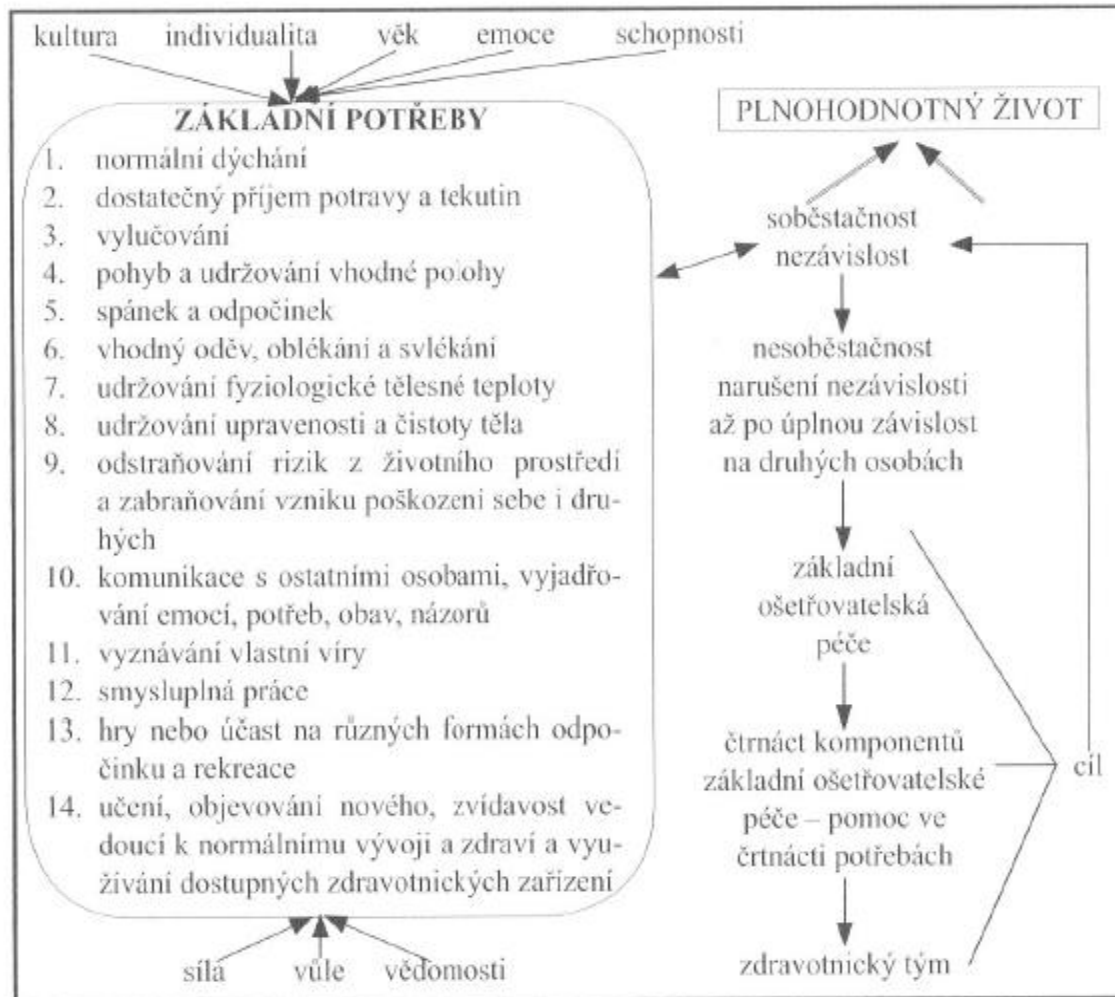 kultura individualita věk emoce schopnosti
ZÁKLADNÍ POTŘEBY
1. normální dýchání
2. dostatečný příjem potravy a tekutin
3. vylučování
4. pohyb a udržování vhodné polohy
5. spánek a odpočinek
6. vhodný oděv, oblékání a svlékání
7. udržování fyziologické tělesné teploty
8. udržování upravenosti a čistoty těla
9. odstraňování rizik z životního prostředí
a zabraňování vzniku poškození sebe i dru-
hých
10. komunikace s ostatními osobami, vyjadřo-
vání emocí, potřeb, obav, názorů
11. vyznávání vlastní víry
12. smysluplná práce
13. hry nebo účast na různých formách odpo-
činku a rekreace
14. učení, objevování nového, zvídavost ve-
doucí k normálnímu vývoji a zdraví a vyu-
žívání dostupných zdravotnických zařízení
síla vůle vědomosti
PLNOHODNOTNÝ ŽIVOT
soběstačnost
nezávislost
nesoběstačnost
narušení nezávislosti
až po úplnou závislost
na druhých osobách
základní
ošetřovatelská
péče
čtrnáct komponentů
základní ošetřovatelské
péče – pomoc ve
črtnácti potřebách
zdravotnický tým
cíl